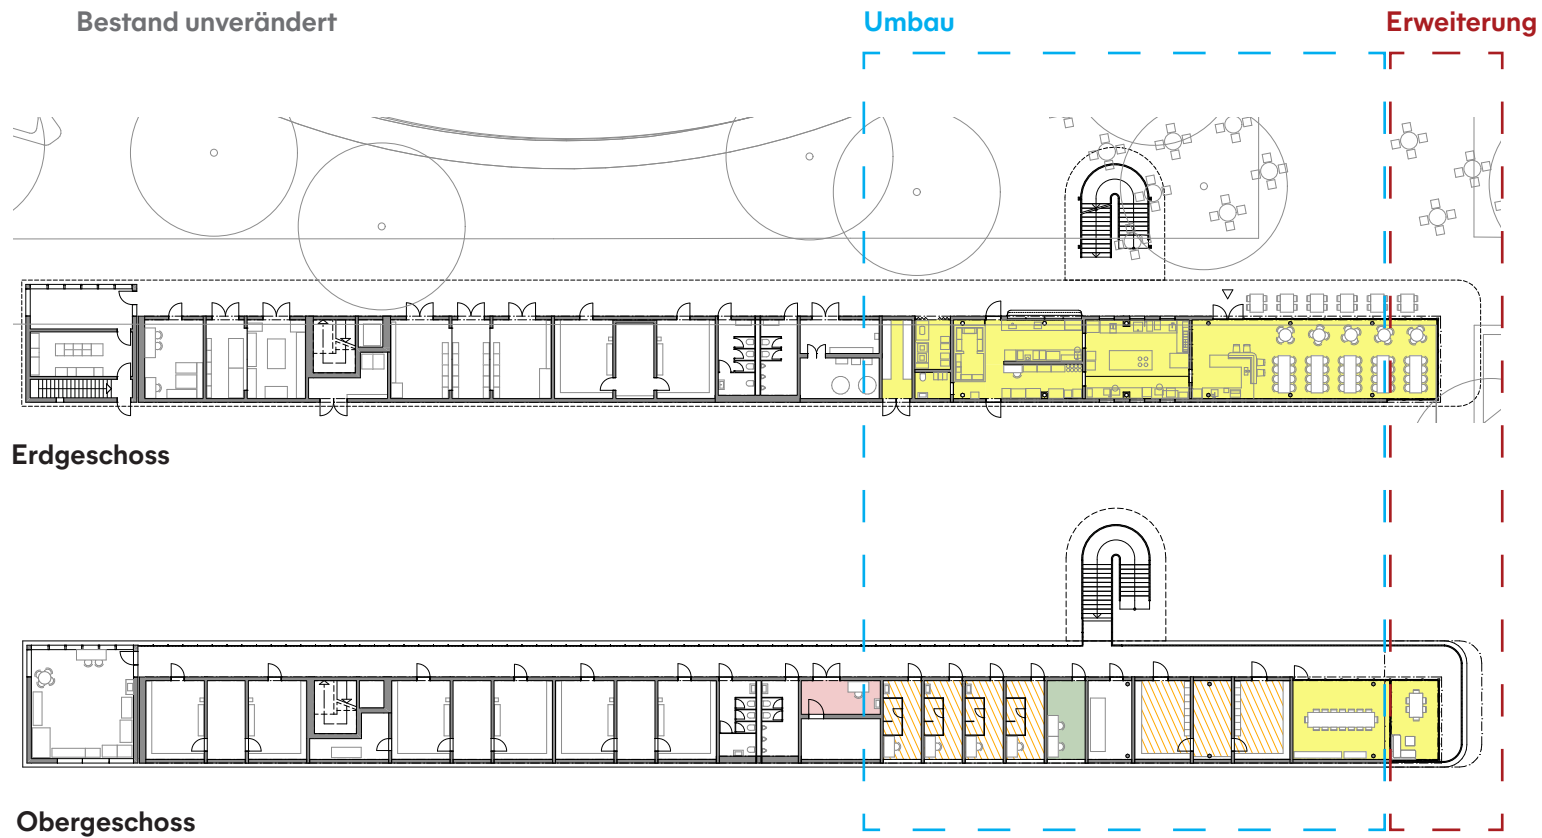 Bestand unverändert
Umbau
Erweiterung
Erdgeschoss
Obergeschoss